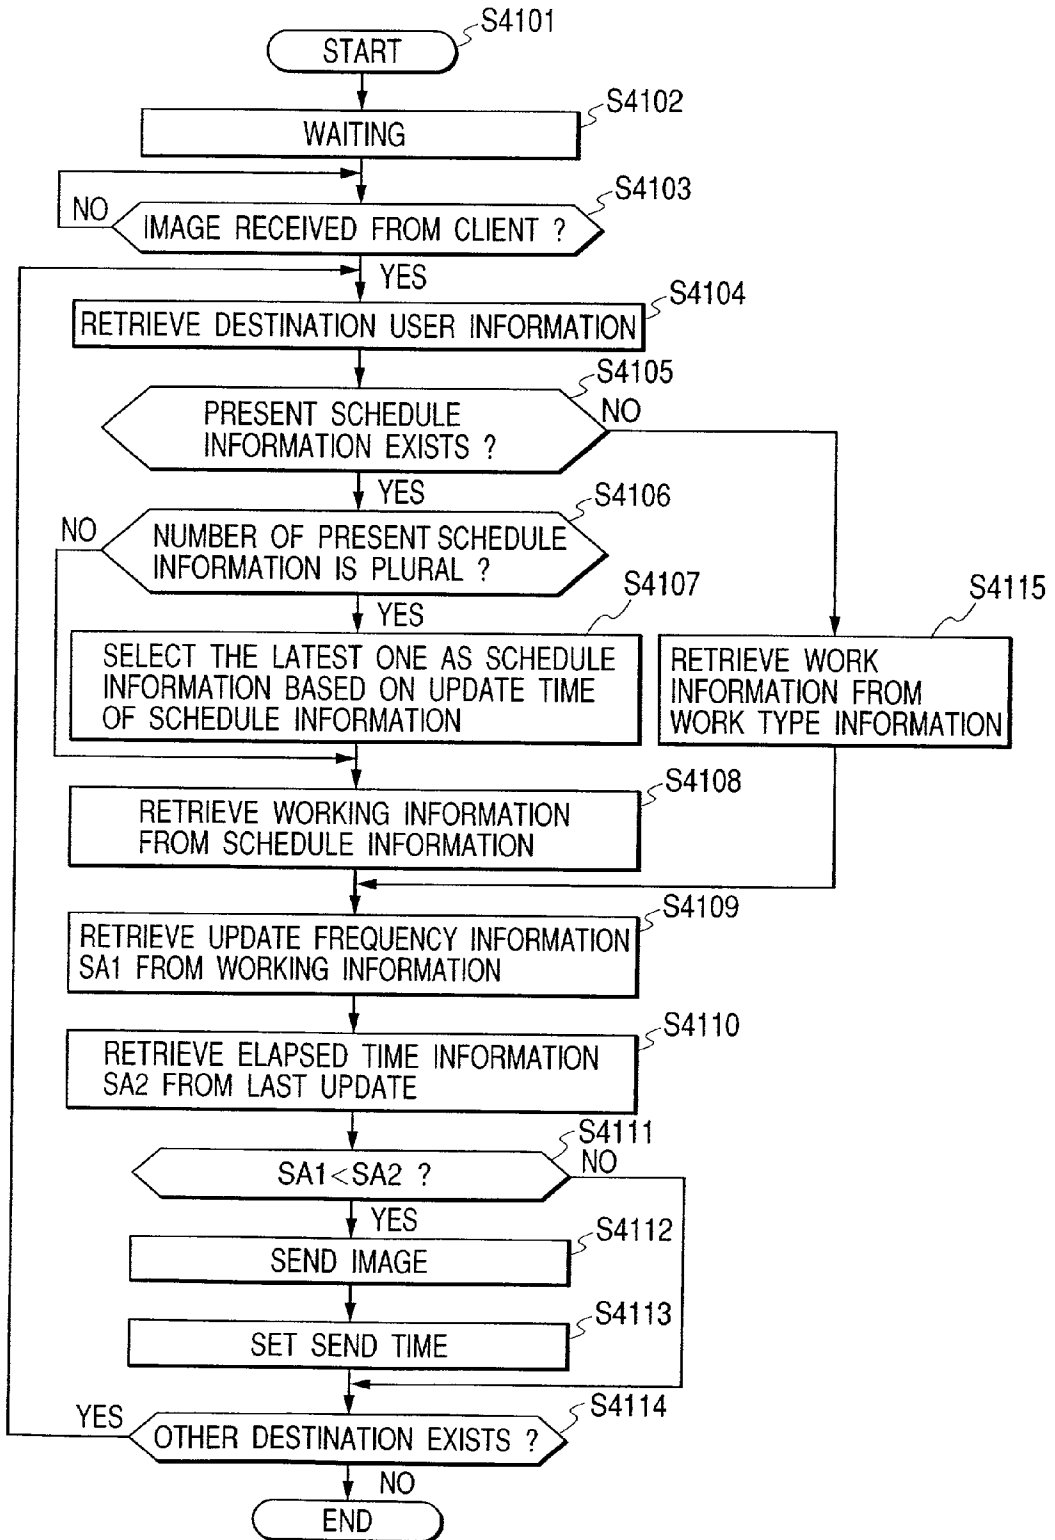 S4101
START
S4102
WAITING
S4103
NO
IMAGE RECEIVED FROM CLIENT ?
YES
S4104
RETRIEVE DESTINATION USER INFORMATION
S4105
PRESENT SCHEDULE
INFORMATION EXISTS ?
NO
YES
S4106
NO
NUMBER OF PRESENT SCHEDULE
INFORMATION IS PLURAL ?
YES
S4107
SELECT THE LATEST ONE AS SCHEDULE
INFORMATION BASED ON UPDATE TIME
OF SCHEDULE INFORMATION
S4115
RETRIEVE WORK
INFORMATION FROM
WORK TYPE INFORMATION
S4108
RETRIEVE WORKING INFORMATION
FROM SCHEDULE INFORMATION
S4109
RETRIEVE UPDATE FREQUENCY INFORMATION
SA1 FROM WORKING INFORMATION
S4110
RETRIEVE ELAPSED TIME INFORMATION
SA2 FROM LAST UPDATE
S4111
SA1<SA2 ?
NO
YES
S4112
SEND IMAGE
S4113
SET SEND TIME
S4114
YES
OTHER DESTINATION EXISTS ?
NO
END